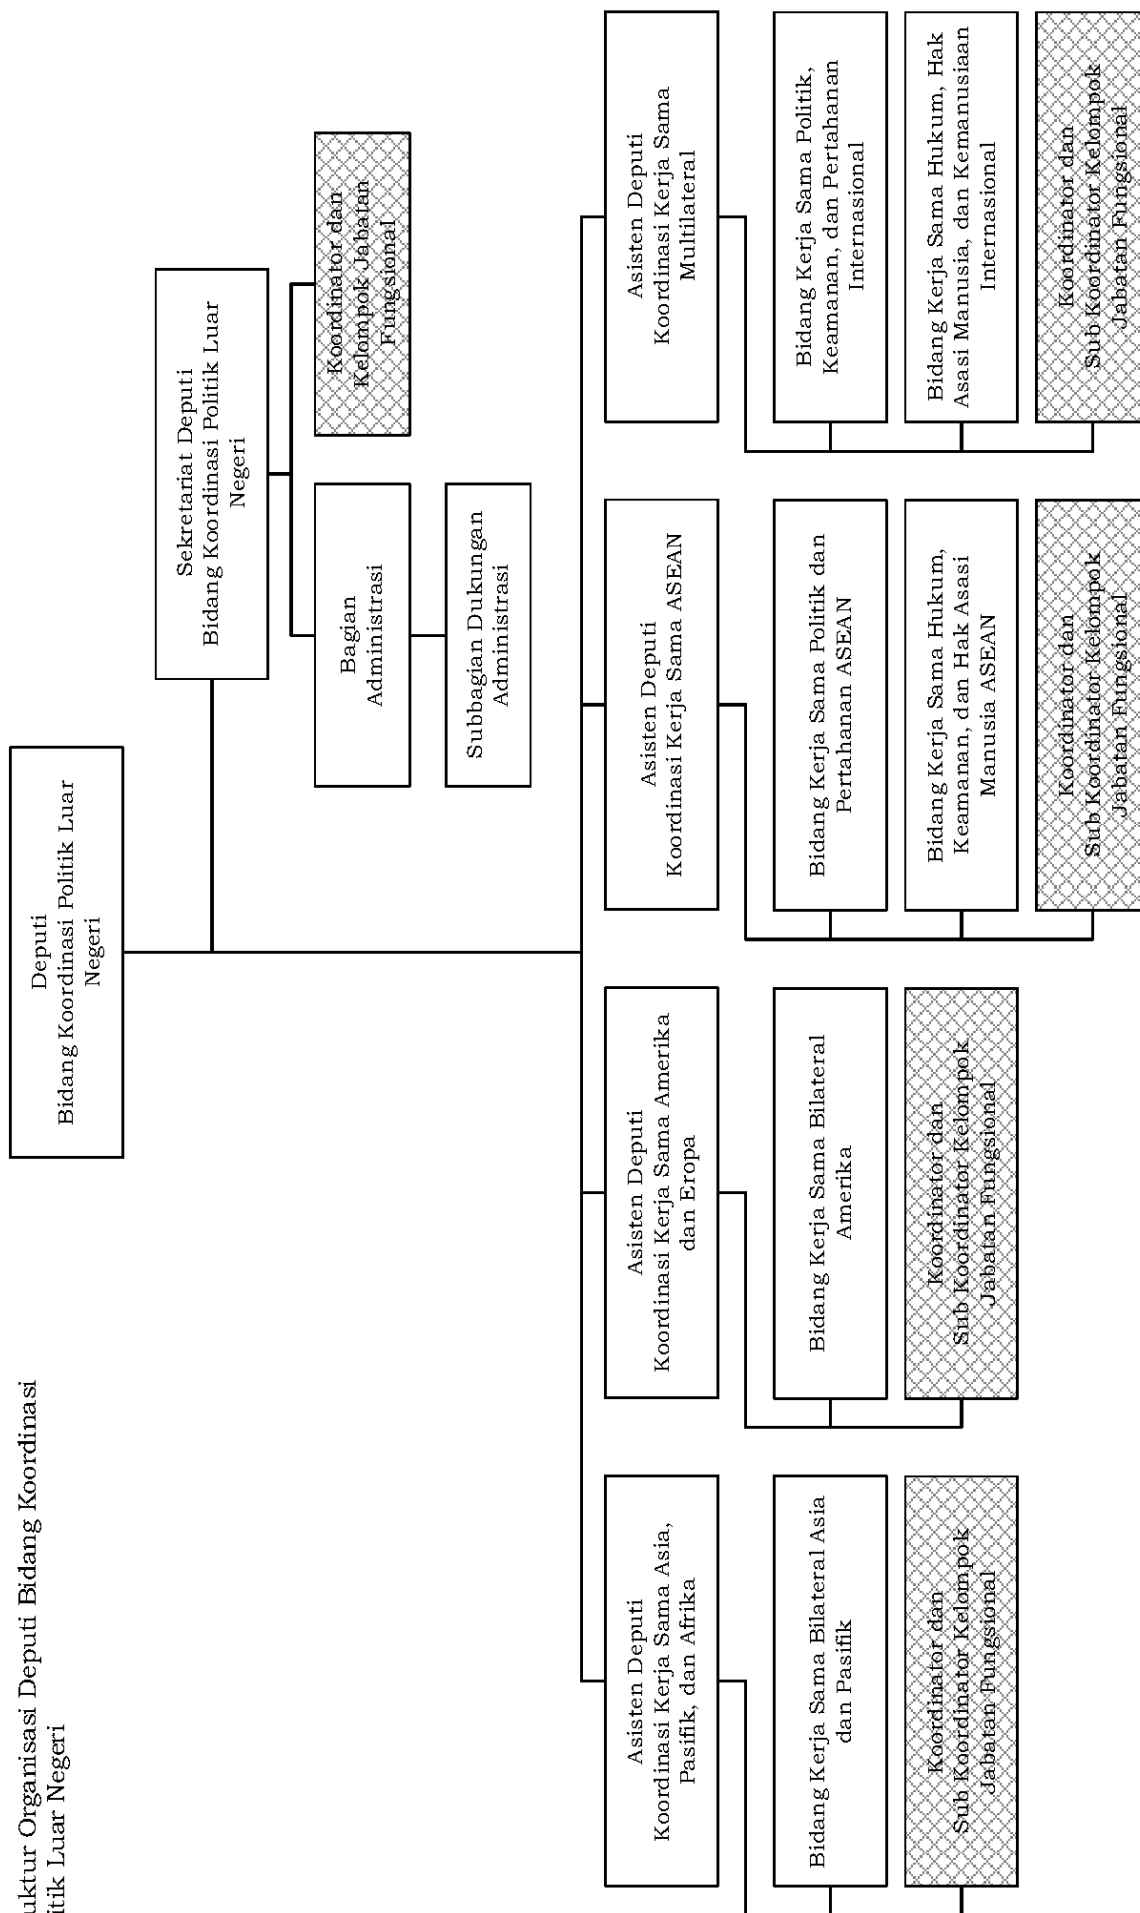 uktur Organisasi Deputi Bidang Koordinasi
itik Luar Negeri
Deputi
Bidang Koordinasi Politik Luar
Negeri
Sekretariat Deputi
Bidang Koordinasi Politik Luar
Negeri
Bagian
Administrasi
Subbagian Dukungan
Administrasi
Koordinator dan
Kelompok Jabatan
Fungsional
Asisten Deputi
Koordinasi Kerja Sama Asia,
Pasifik, dan Afrika
Bidang Kerja Sama Bilateral Asia
dan Pasifik
Koordinator dan
Sub Koordinator Kelompok
Jabatan Fungsional
Asisten Deputi
Koordinasi Kerja Sama Amerika
dan Eropa
Bidang Kerja Sama Bilateral
Amerika
Koordinator dan
Sub Koordinator Kelompok
Jabatan Fungsional
Asisten Deputi
Koordinasi Kerja Sama ASEAN
Bidang Kerja Sama Politik dan
Pertahanan ASEAN
Bidang Kerja Sama Hukum,
Keamanan, dan Hak Asasi
Manusia ASEAN
Koordinator dan
Sub Koordinator Kelompok
Jabatan Fungsional
Asisten Deputi
Koordinasi Kerja Sama
Multilateral
Bidang Kerja Sama Politik,
Keamanan, dan Pertahanan
Internasional
Bidang Kerja Sama Hukum, Hak
Asasi Manusia, dan Kemanusiaan
Internasional
Koordinator dan
Sub Koordinator Kelompok
Jabatan Fungsional